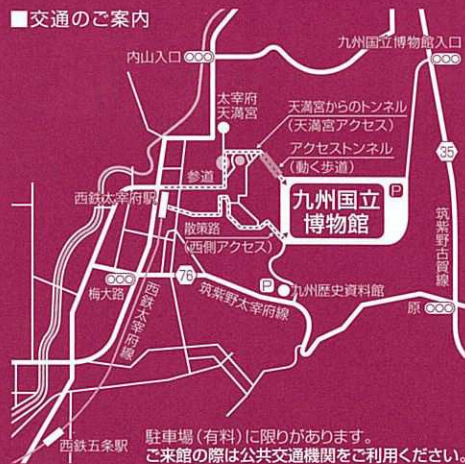 ■交通のご案内
九州国立博物館入口
内山入口
太宰府
天満宮
天満宮からのトンネル
(天満宮アクセス)
アクセストンネル
(動く歩道)
35
参道
P
九州国立
博物館
西鉄太宰府駅
散策路
(西側アクセス)
筑紫野古賀線
76
梅大路
P
九州歴史資料館
原
西鉄太宰府線
筑紫野太宰府線
西鉄五条駅
駐車場(有料)に限りがあります。
ご来館の際は公共交通機関をご利用ください。